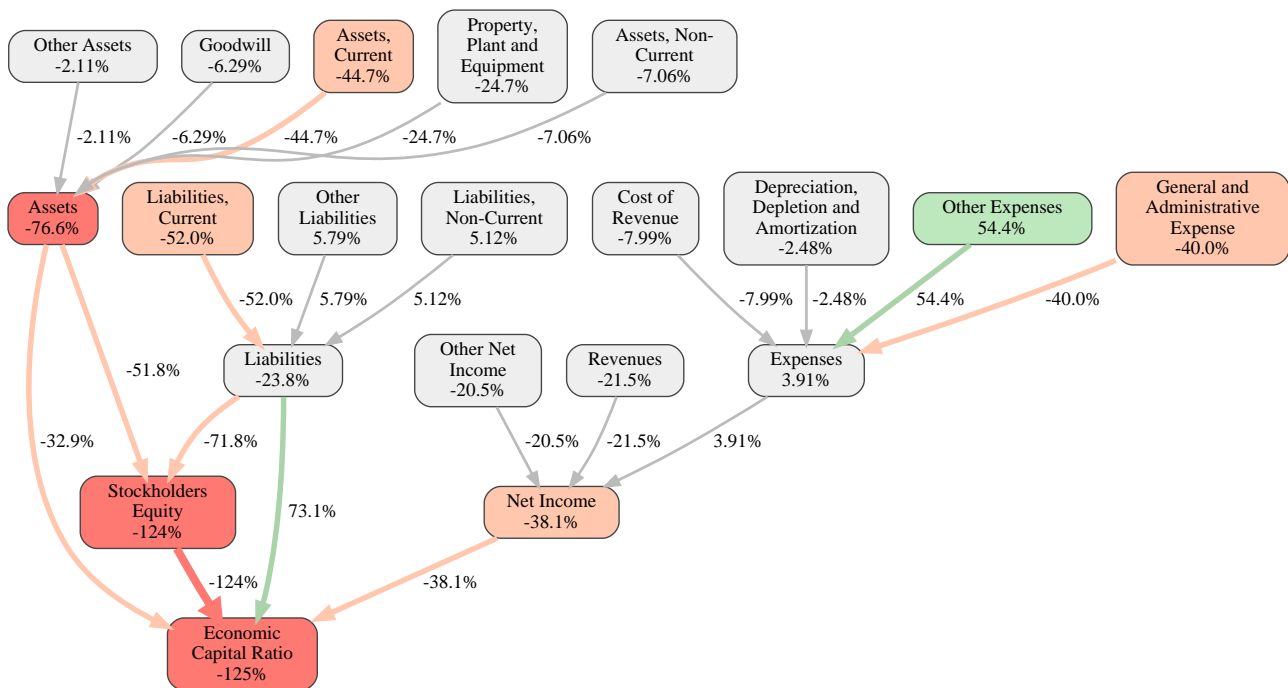 Other Assets
-2.11%
Goodwill
-6.29%
Assets,
Current
-44.7%
Property,
Plant and
Equipment
-24.7%
Assets, Non-
Current
-7.06%
-2.11%
-6.29%
-44.7%
-24.7%
-7.06%
Assets
-76.6%
Liabilities,
Current
-52.0%
Other
Liabilities
5.79%
Liabilities,
Non-Current
5.12%
Cost of
Revenue
-7.99%
Depreciation,
Depletion and
Amortization
-2.48%
Other Expenses
54.4%
General and
Administrative
Expense
-40.0%
-52.0%
5.79%
5.12%
-7.99%
-2.48%
54.4%
-40.0%
-51.8%
Liabilities
-23.8%
Other Net
Income
-20.5%
Revenues
-21.5%
Expenses
3.91%
-32.9%
-71.8%
73.1%
-20.5%
-21.5%
3.91%
Stockholders
Equity
-124%
Net Income
-38.1%
-124%
-38.1%
Economic
Capital Ratio
-125%